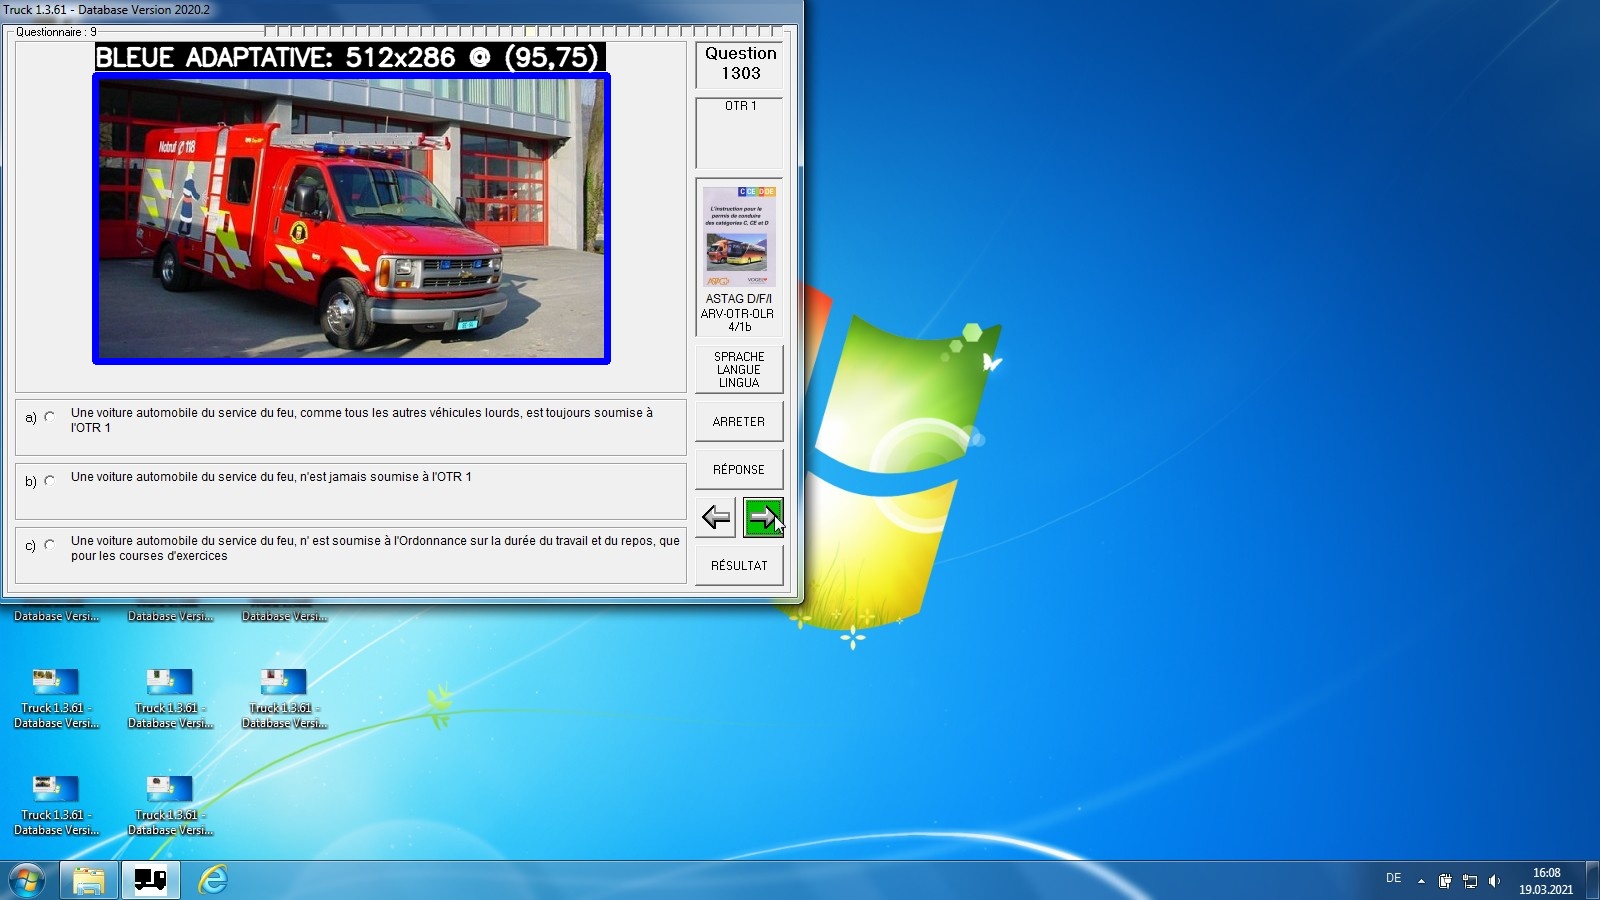 Truck 1.3.61 - Database Version 2020.2
Questionnaire : 9
BLEUE ADAPTATIVE: 512x286 @ (95,75)
Notruf 118
Question
1303
OTR 1
CCEDDE
L'instruction pour le
permis de conduire
des catégories C, CE et D
ASTAG D/F/I
ARV-OTR-OLR
4/1b
SPRACHE
LANGUE
LINGUA
a) Une voiture automobile du service du feu, comme tous les autres véhicules lourds, est toujours soumise à
l'OTR 1
ARRETER
b) Une voiture automobile du service du feu, n'est jamais soumise à l'OTR 1
RÉPONSE
c) Une voiture automobile du service du feu, n' est soumise à l'Ordonnance sur la durée du travail et du repos, que
pour les courses d'exercices
RÉSULTAT
Database Versi... Database Versi... Database Versi...
Truck 1.3.61 - Truck 1.3.61 - Truck 1.3.61 -
Database Versi... Database Versi... Database Versi...
Truck 1.3.61 - Truck 1.3.61 -
Database Versi... Database Versi...
DE
16:08
19.03.2021